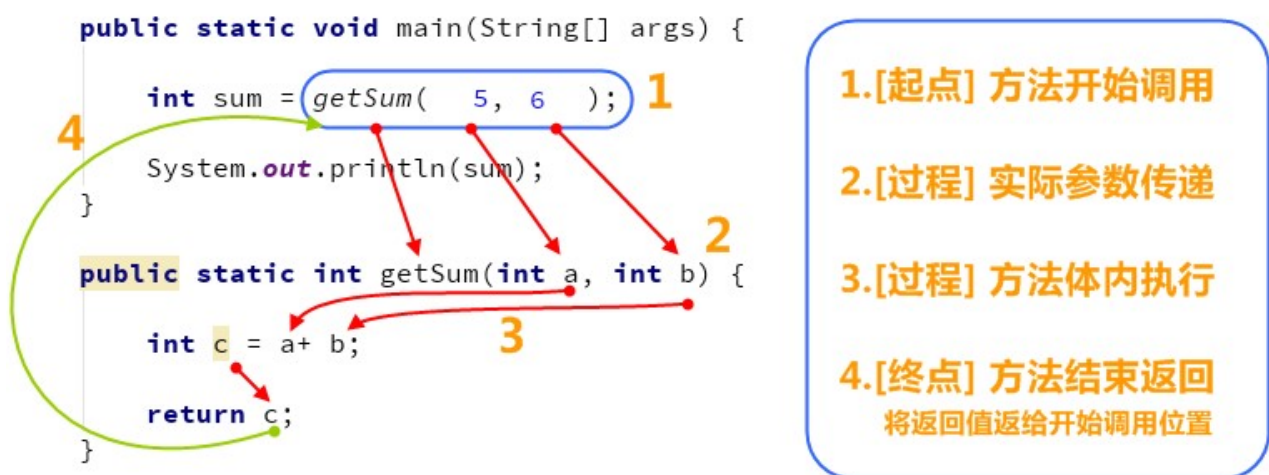 public static void main(String[] args) {
int sum = getSum( 5, 6 ); 1
4
System.out.println(sum);
}
2
public static int getSum(int a, int b) {
3
int c = a+ b;
return c;
}
1.[起点] 方法开始调用
2.[过程] 实际参数传递
3.[过程] 方法体内执行
4.[终点] 方法结束返回
将返回值返给开始调用位置